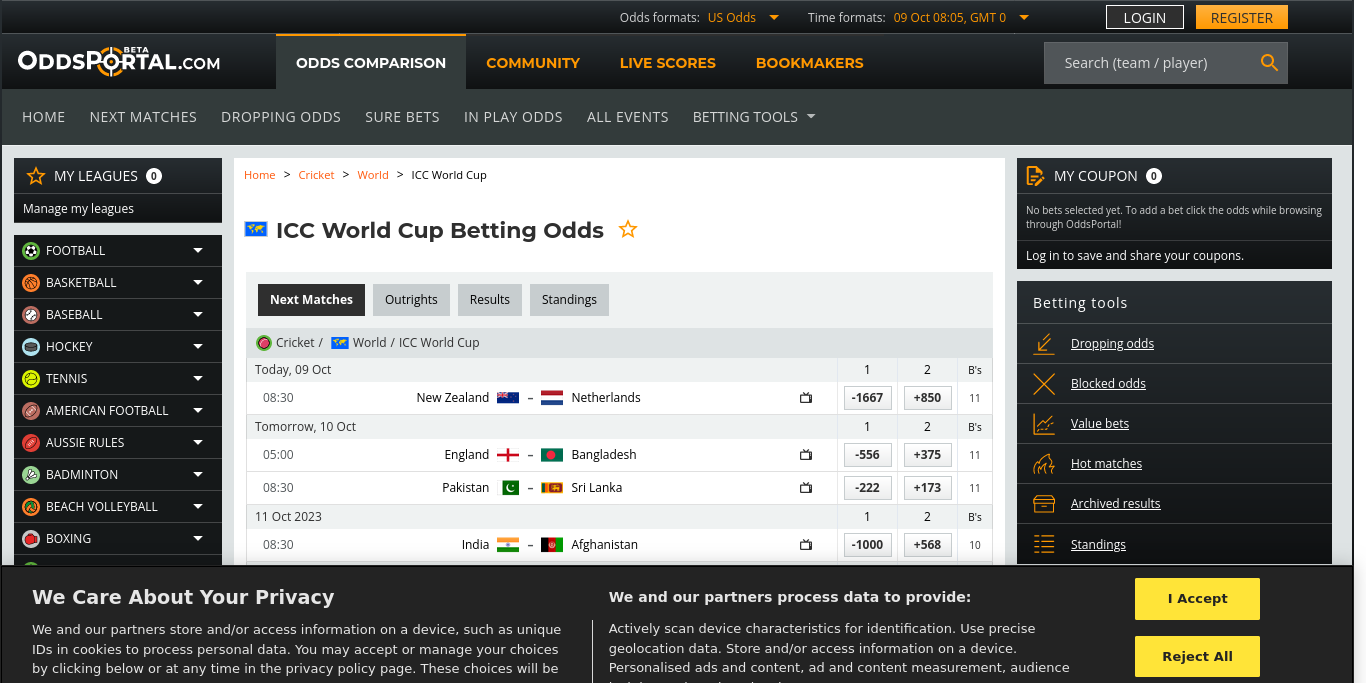 Odds formats: US Odds
Time formats: 09 Oct 08:05, GMT 0
LOGIN
REGISTER
BETA
ODDSPORTAL.COM
ODDS COMPARISON
COMMUNITY
LIVE SCORES
BOOKMAKERS
Search (team / player)
HOME
NEXT MATCHES
DROPPING ODDS
SURE BETS
IN PLAY ODDS
ALL EVENTS
BETTING TOOLS
MY LEAGUES 0
Manage my leagues
FOOTBALL
BASKETBALL
BASEBALL
HOCKEY
TENNIS
AMERICAN FOOTBALL
AUSSIE RULES
BADMINTON
BEACH VOLLEYBALL
BOXING
Home > Cricket > World > ICC World Cup
ICC World Cup Betting Odds
Next Matches
Outrights
Results
Standings
Cricket / World / ICC World Cup
Today, 09 Oct 1 2 B's
08:30 New Zealand – Netherlands -1667 +850 11
Tomorrow, 10 Oct 1 2 B's
05:00 England – Bangladesh -556 +375 11
08:30 Pakistan – Sri Lanka -222 +173 11
11 Oct 2023 1 2 B's
08:30 India – Afghanistan -1000 +568 10
MY COUPON 0
No bets selected yet. To add a bet click the odds while browsing
through OddsPortal!
Log in to save and share your coupons.
Betting tools
Dropping odds
Blocked odds
Value bets
Hot matches
Archived results
Standings
We Care About Your Privacy
We and our partners store and/or access information on a device, such as unique
IDs in cookies to process personal data. You may accept or manage your choices
by clicking below or at any time in the privacy policy page. These choices will be
We and our partners process data to provide:
Actively scan device characteristics for identification. Use precise
geolocation data. Store and/or access information on a device.
Personalised ads and content, ad and content measurement, audience
I Accept
Reject All